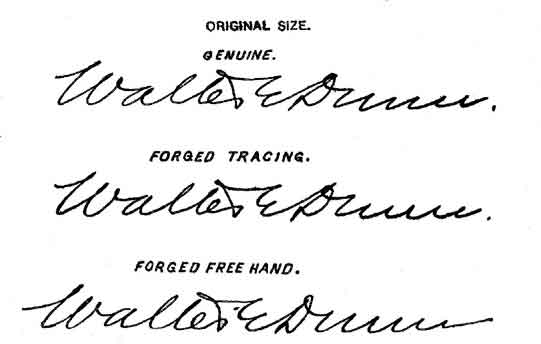 ORIGINAL SIZE.
GENUINE.
Walter E Dunn.
FORGED TRACING.
Walter E Dunn.
FORGED FREE HAND.
Walter E Dunn